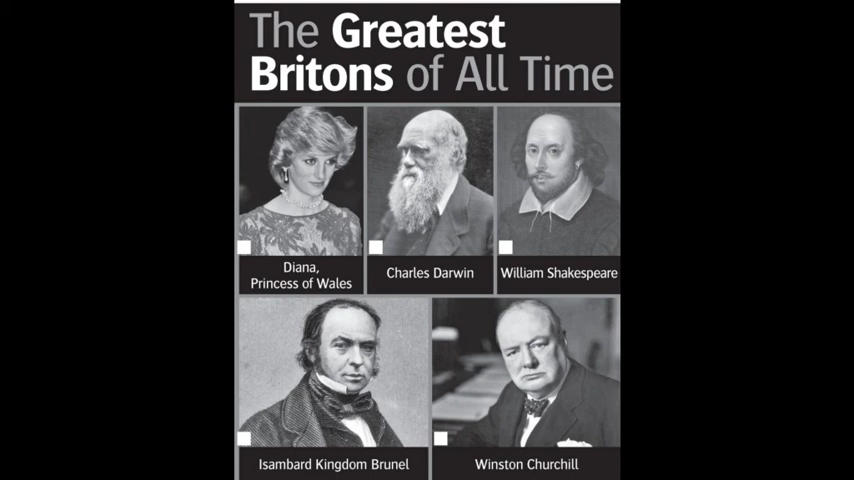 The Greatest
Britons of All Time
Diana,
Princess of Wales
Charles Darwin
William Shakespeare
Isambard Kingdom Brunel
Winston Churchill